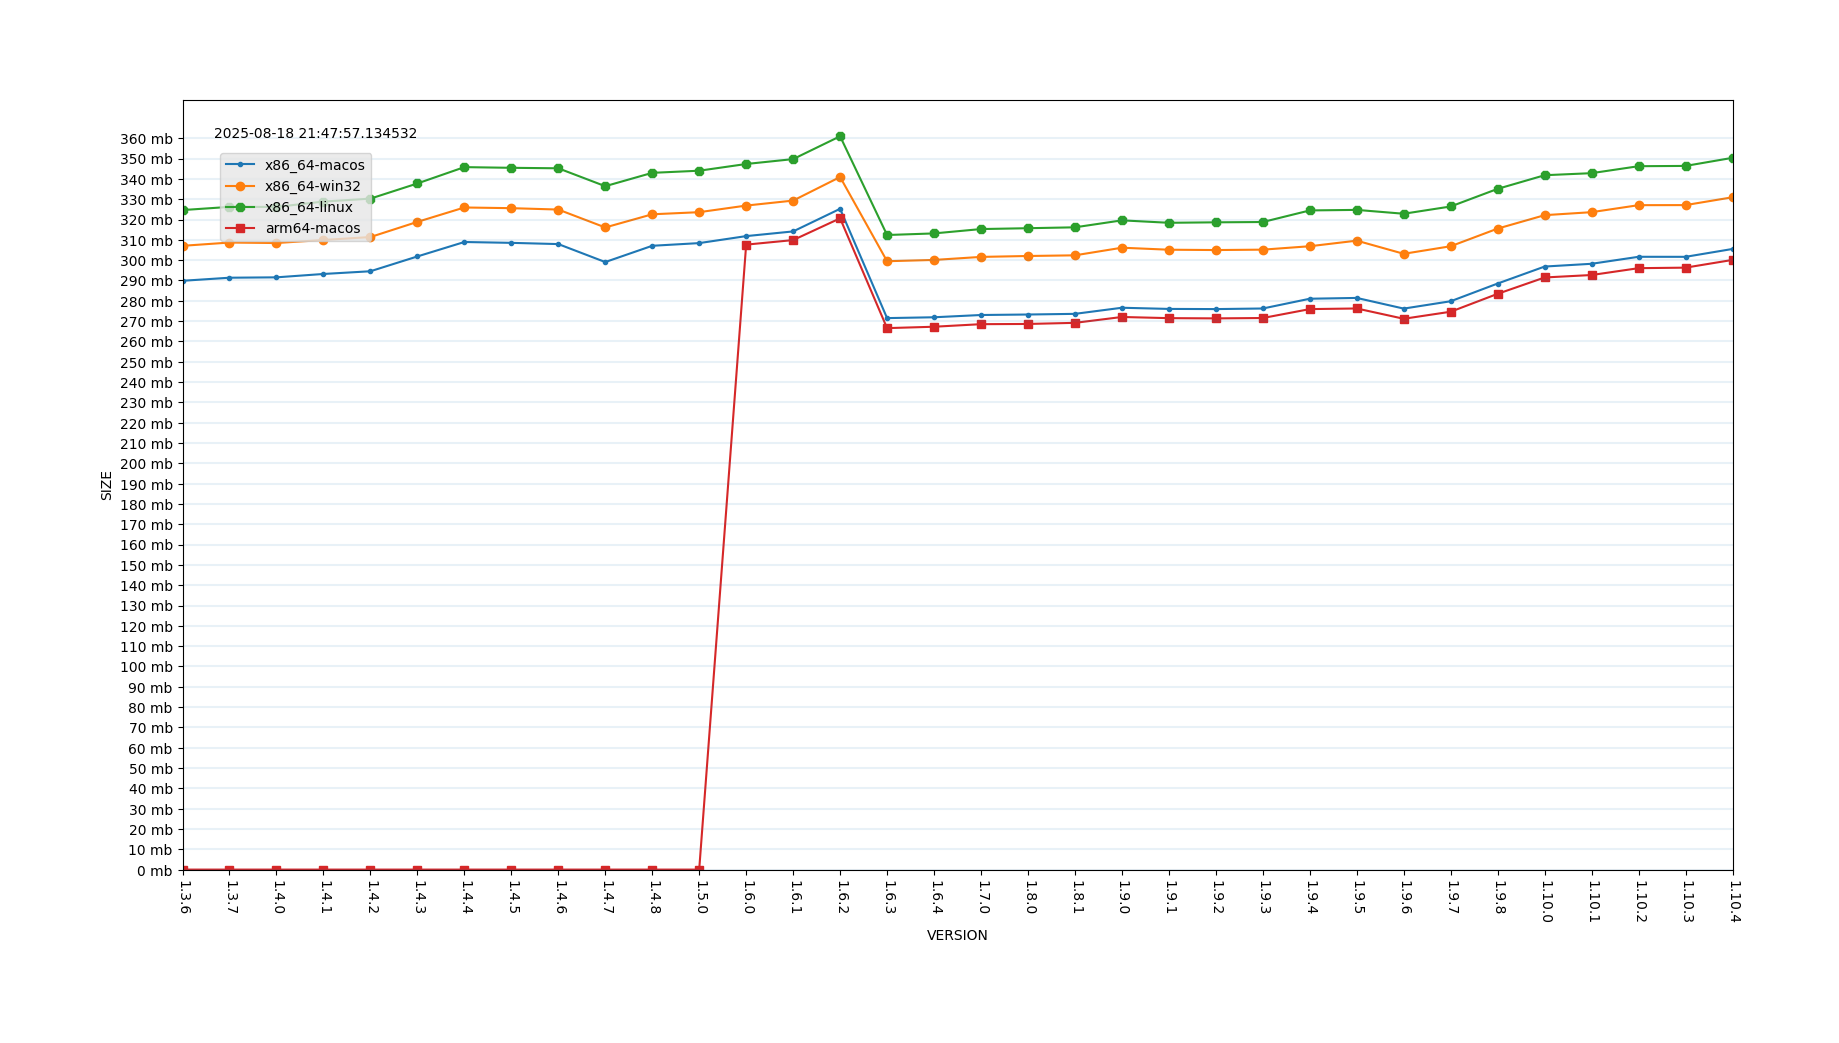 2025-08-18 21:47:57.134532
x86_64-macos
x86_64-win32
x86_64-linux
arm64-macos
360 mb
350 mb
340 mb
330 mb
320 mb
310 mb
300 mb
290 mb
280 mb
270 mb
260 mb
250 mb
240 mb
230 mb
220 mb
210 mb
200 mb
190 mb
180 mb
170 mb
160 mb
150 mb
140 mb
130 mb
120 mb
110 mb
100 mb
90 mb
80 mb
70 mb
60 mb
50 mb
40 mb
30 mb
20 mb
10 mb
0 mb
SIZE
1.3.6
1.3.7
1.4.0
1.4.1
1.4.2
1.4.3
1.4.4
1.4.5
1.4.6
1.4.7
1.4.8
1.5.0
1.6.0
1.6.1
1.6.2
1.6.3
1.6.4
1.7.0
1.8.0
1.8.1
1.9.0
1.9.1
1.9.2
1.9.3
1.9.4
1.9.5
1.9.6
1.9.7
1.9.8
1.10.0
1.10.1
1.10.2
1.10.3
1.10.4
VERSION